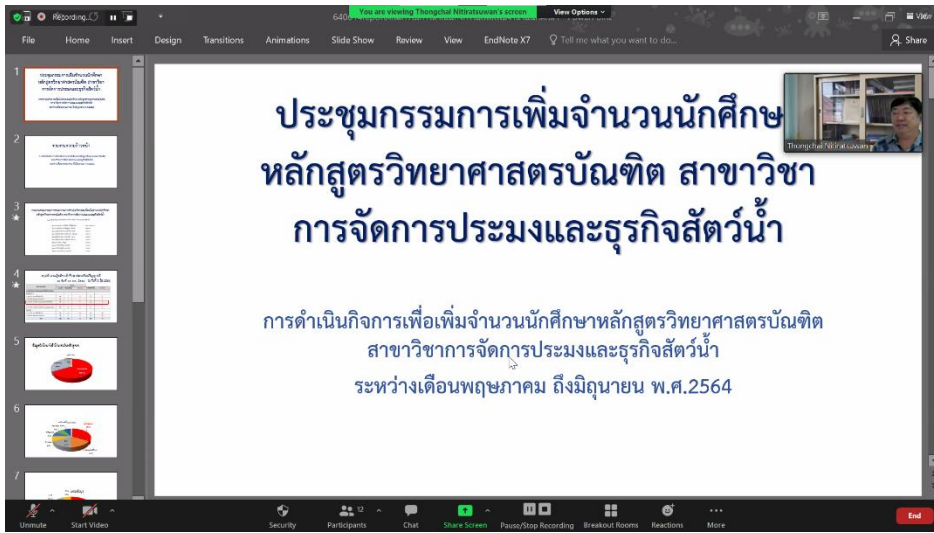 Recording...
You are viewing Thongchai Nitiratsuwan's screen
View Options
View
File
Home
Insert
Design
Transitions
Animations
Slide Show
Review
View
EndNote X7
Tell me what you want to do...
Share
1
2
3
4
5
6
7
ประชุมกรรมการเพิ่มจำนวนนักศึกษ
หลักสูตรวิทยาศาสตรบัณฑิต สาขาวิชา
การจัดการประมงและธุรกิจสัตว์น้ำ
Thongchai Nitiratsuwan
การดำเนินกิจการเพื่อเพิ่มจำนวนนักศึกษาหลักสูตรวิทยาศาสตรบัณฑิต
สาขาวิชาการจัดการประมงและธุรกิจสัตว์น้ำ
ระหว่างเดือนพฤษภาคม ถึงมิถุนายน พ.ศ.2564
Unmute
Start Video
Security
Participants
12
Chat
Share Screen
Pause/Stop Recording
Breakout Rooms
Reactions
More
End